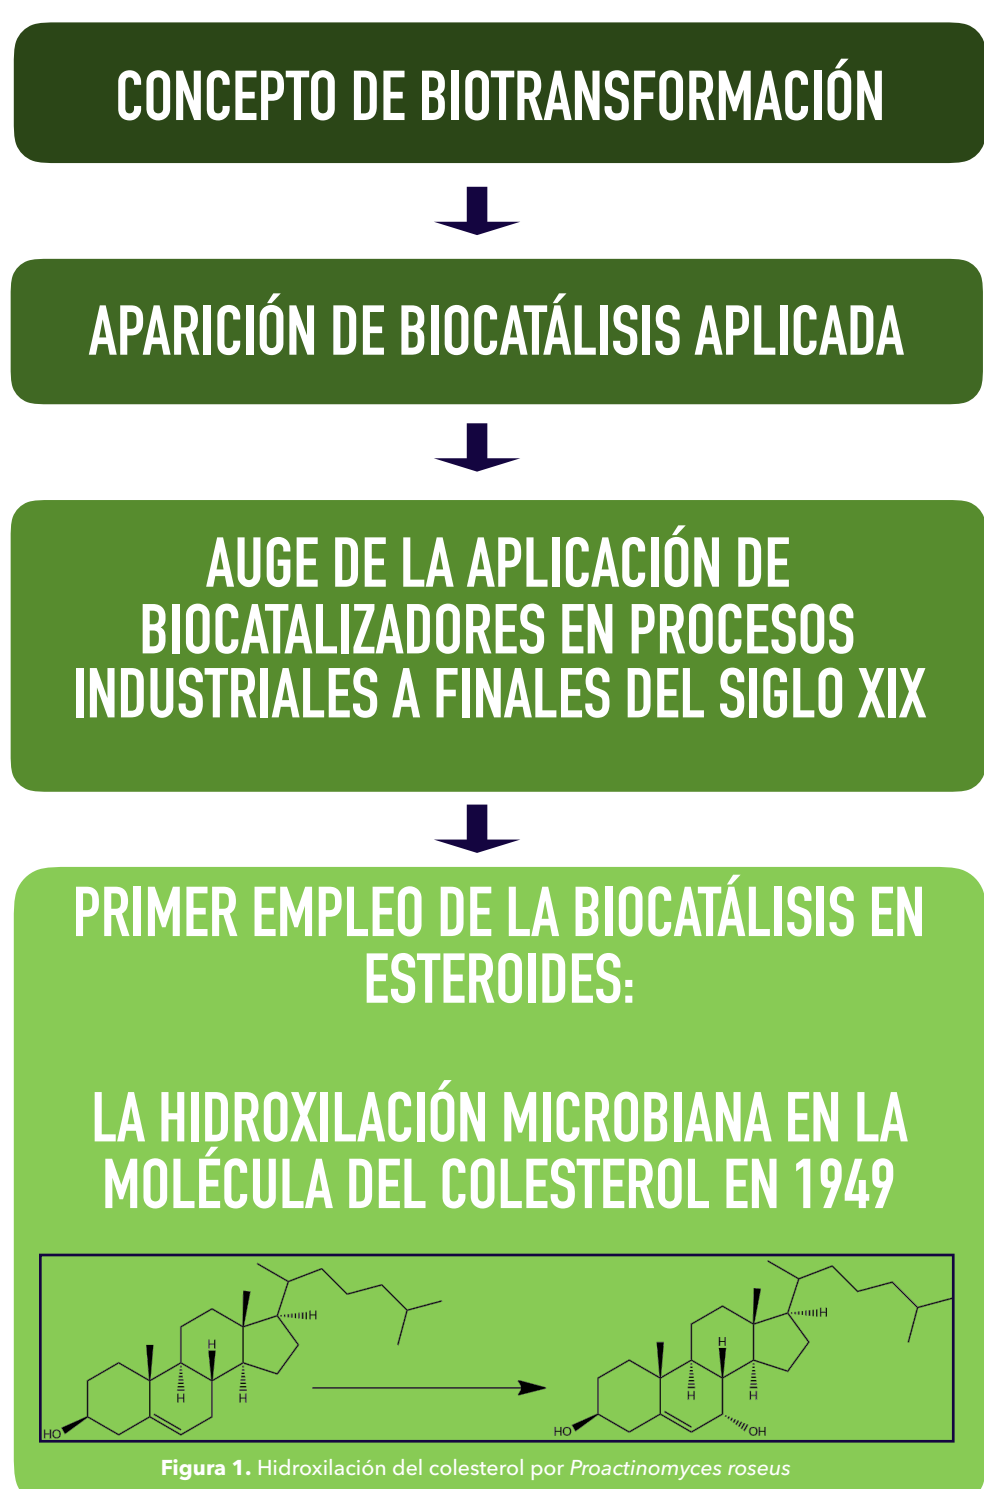 CONCEPTO DE BIOTRANSFORMACIÓN
APARICIÓN DE BIOCATÁLISIS APLICADA
AUGE DE LA APLICACIÓN DE
BIOCATALIZADORES EN PROCESOS
INDUSTRIALES A FINALES DEL SIGLO XIX
PRIMER EMPLEO DE LA BIOCATÁLISIS EN
ESTEROIDES:
LA HIDROXILACIÓN MICROBIANA EN LA
MOLÉCULA DEL COLESTEROL EN 1949
H
H
H
H
HO
H
H
H
H
HO
OH
Figura 1. Hidroxilación del colesterol por Proactinomyces roseus